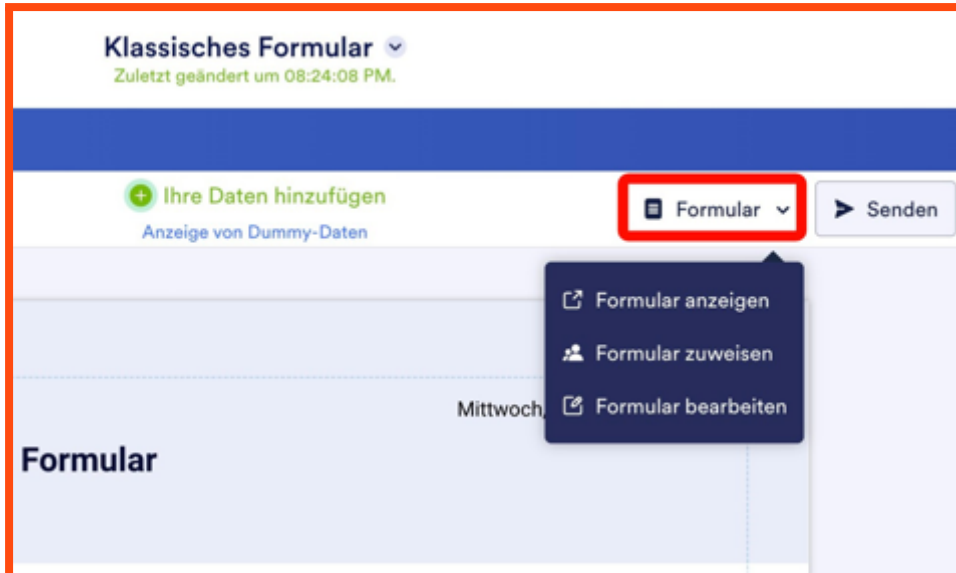 Klassisches Formular
Zuletzt geändert um 08:24:08 PM.
Ihre Daten hinzufügen
Anzeige von Dummy-Daten
Formular
Senden
Formular anzeigen
Formular zuweisen
Formular bearbeiten
Mittwoch,
Formular